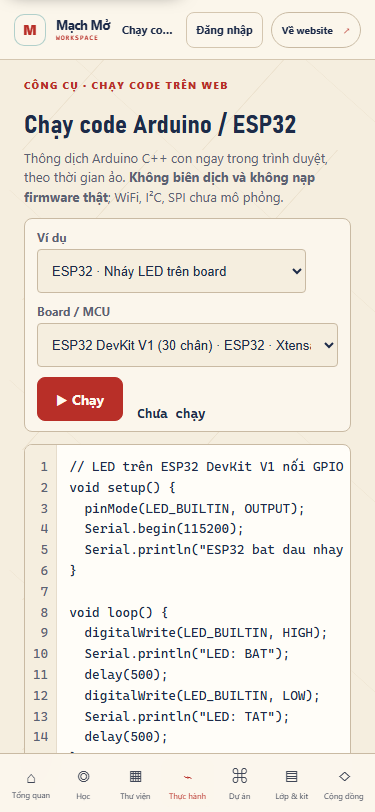 M
Mạch Mở
WORKSPACE
Chạy co...
Đăng nhập
Về website ↗
CÔNG CỤ · CHẠY CODE TRÊN WEB
Chạy code Arduino / ESP32
Thông dịch Arduino C++ con ngay trong trình duyệt,
theo thời gian ảo. Không biên dịch và không nạp
firmware thật; WiFi, I²C, SPI chưa mô phỏng.
Ví dụ
ESP32 · Nháy LED trên board
Board / MCU
ESP32 DevKit V1 (30 chân) · ESP32 · Xtens
▶ Chạy
Chưa chạy
1 // LED trên ESP32 DevKit V1 nối GPIO
2 void setup() {
3 pinMode(LED_BUILTIN, OUTPUT);
4 Serial.begin(115200);
5 Serial.println("ESP32 bat dau nhay
6 }
7
8 void loop() {
9 digitalWrite(LED_BUILTIN, HIGH);
10 Serial.println("LED: BAT");
11 delay(500);
12 digitalWrite(LED_BUILTIN, LOW);
13 Serial.println("LED: TAT");
14 delay(500);
Tổng quan
Học
Thư viện
Thực hành
Dự án
Lớp & kit
Cộng đồng